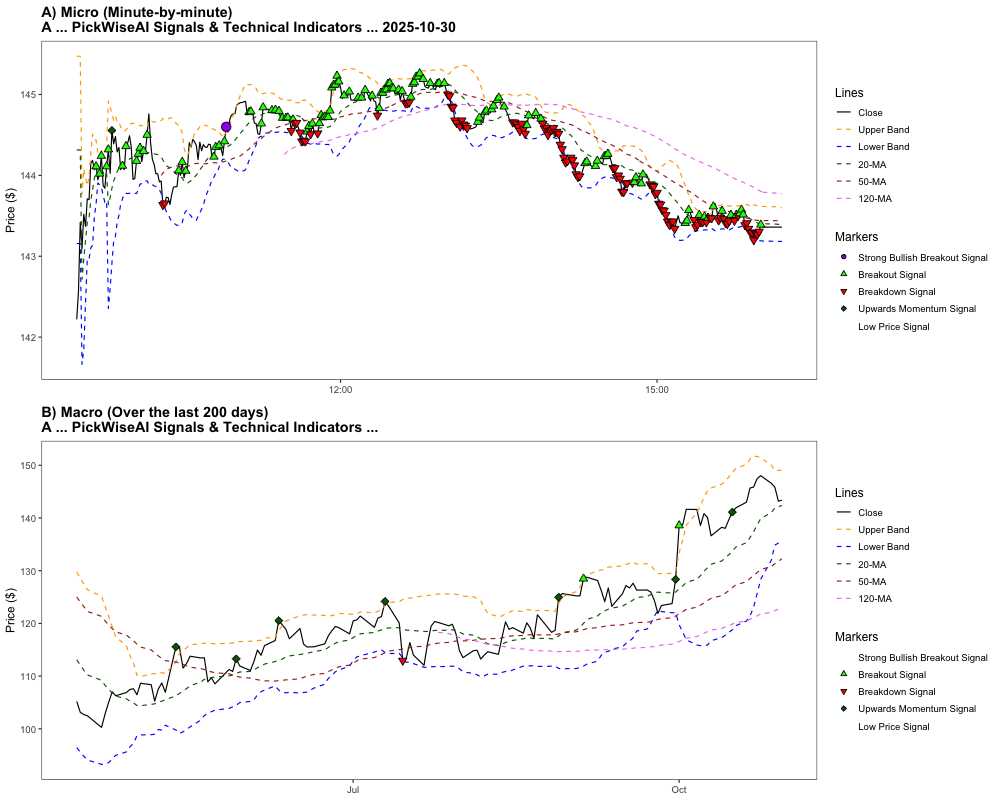 A) Micro (Minute-by-minute)
A ... PickWiseAI Signals & Technical Indicators ... 2025-10-30
Price ($)
145
144
143
142
12:00
15:00
Lines
Close
Upper Band
Lower Band
20-MA
50-MA
120-MA
Markers
Strong Bullish Breakout Signal
Breakout Signal
Breakdown Signal
Upwards Momentum Signal
Low Price Signal
B) Macro (Over the last 200 days)
A ... PickWiseAI Signals & Technical Indicators ...
Price ($)
150
140
130
120
110
100
Jul
Oct
Lines
Close
Upper Band
Lower Band
20-MA
50-MA
120-MA
Markers
Strong Bullish Breakout Signal
Breakout Signal
Breakdown Signal
Upwards Momentum Signal
Low Price Signal